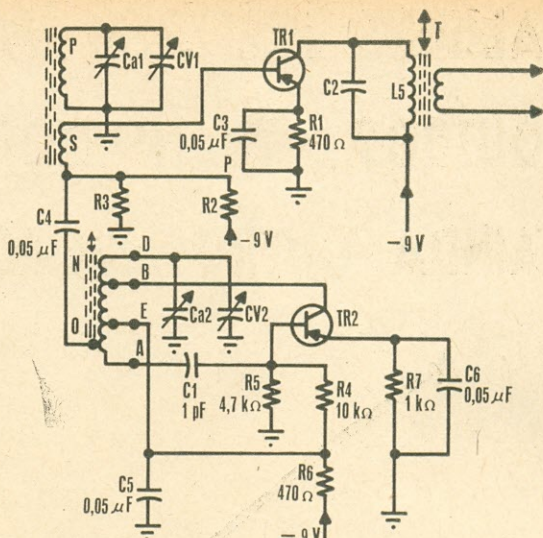 P
Ca1
CV1
TR1
T
C2
L5
S
C3
0,05 µF
R1
470 Ω
P
R3
R2
C4
0,05 µF
– 9 V
– 9 V
N
D
B
E
O
A
Ca2
CV2
TR2
C1
1 pF
R5
4,7 kΩ
R4
10 kΩ
R7
1 kΩ
C6
0,05 µF
C5
0,05 µF
R6
470 Ω
– 9 V